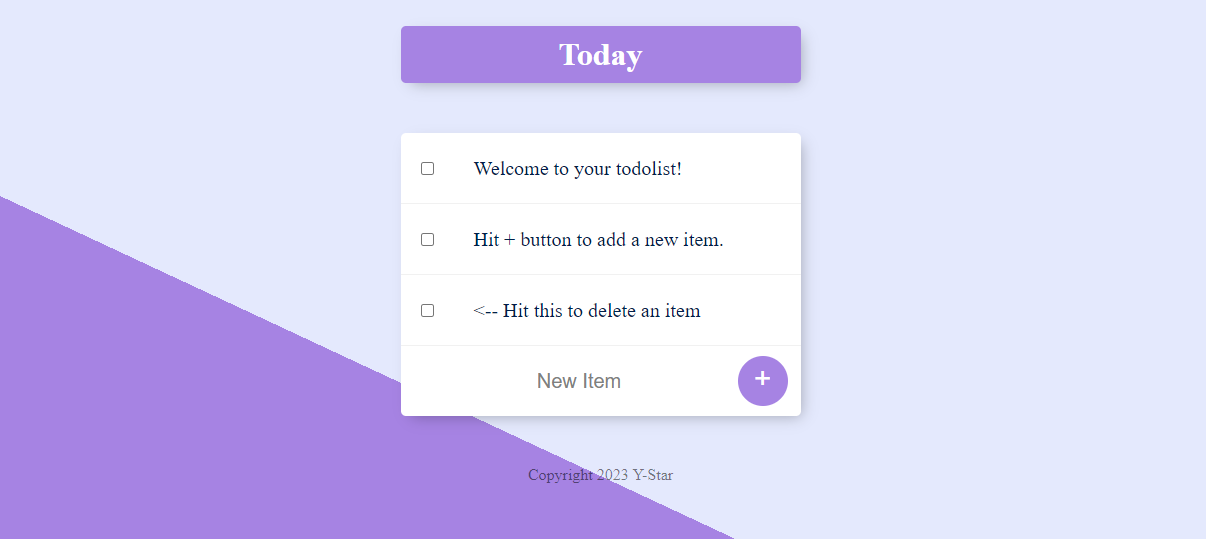 Today
Welcome to your todolist!
Hit + button to add a new item.
<-- Hit this to delete an item
New Item +
Copyright 2023 Y-Star